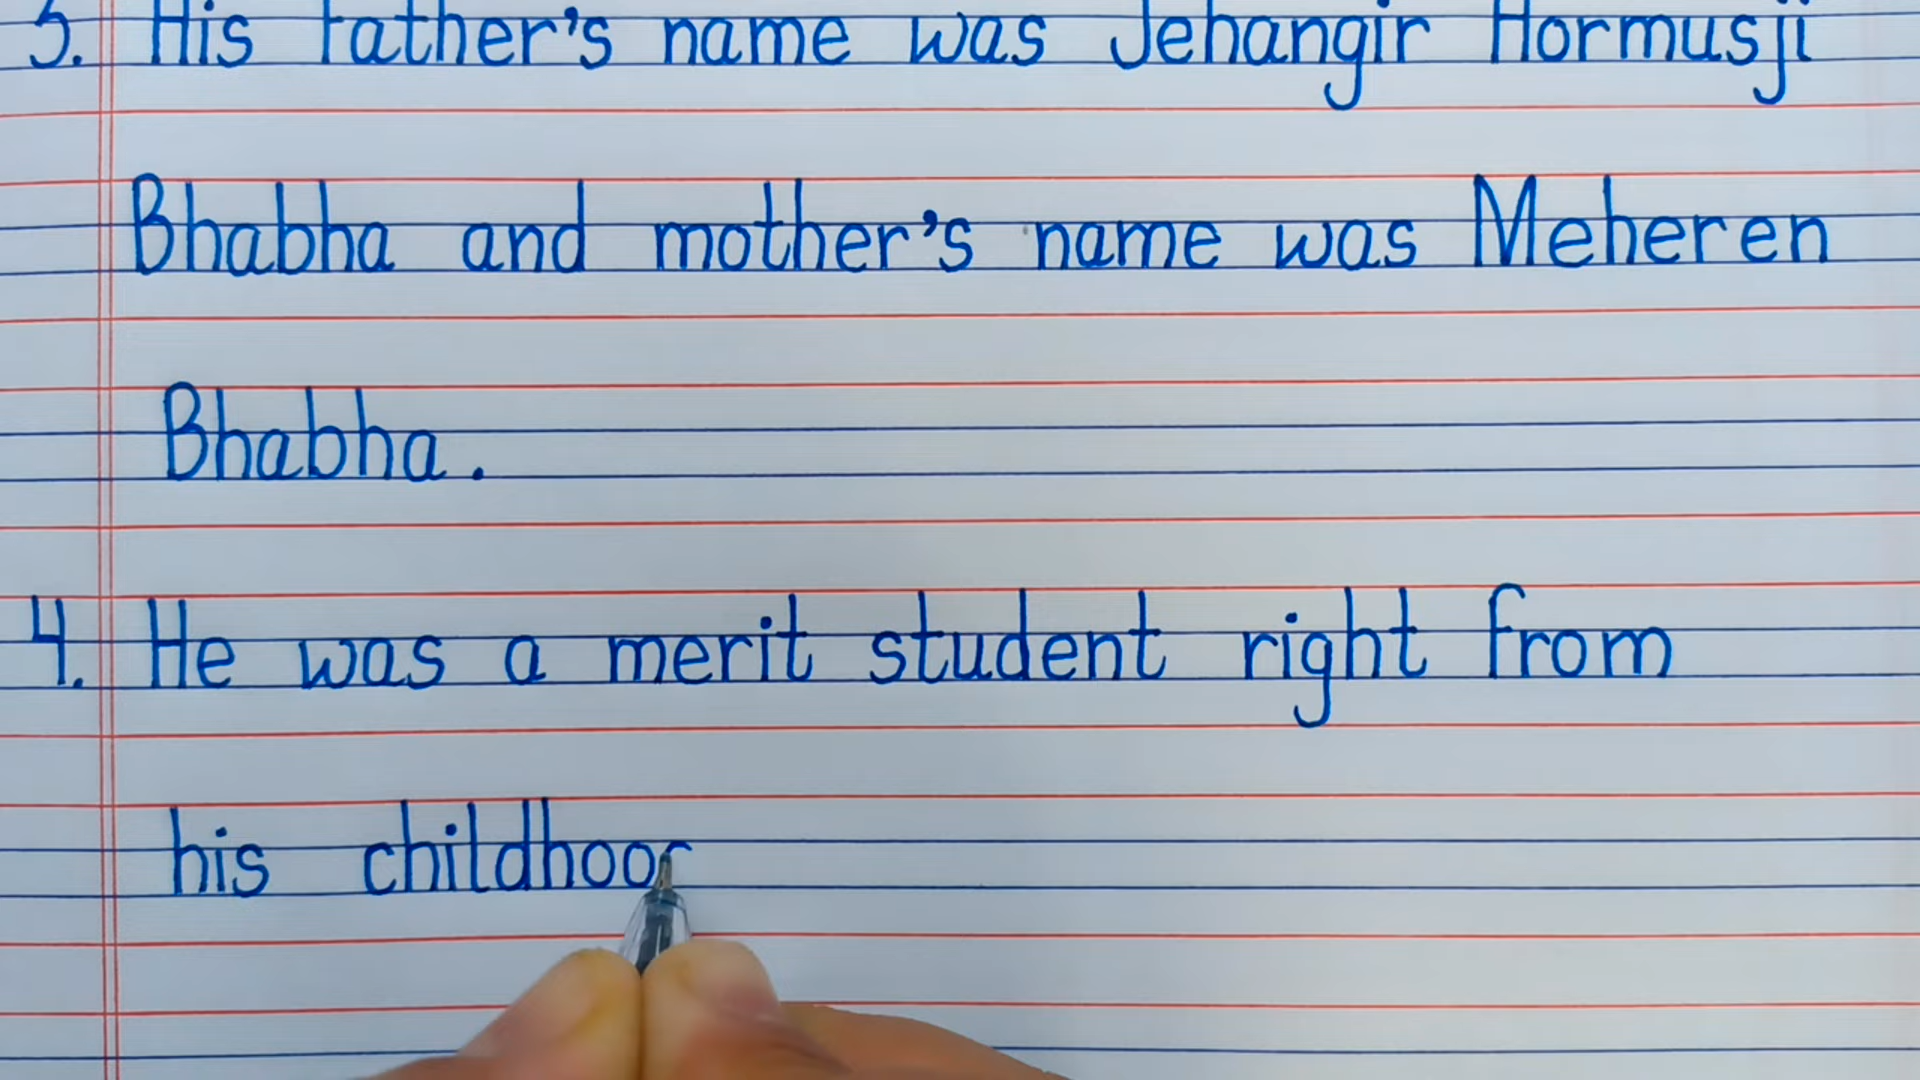 3. His father's name was Jehangir Hormusji
Bhabha and mother's name was Meheren
Bhabha.
4. He was a merit student right from
his childhoo